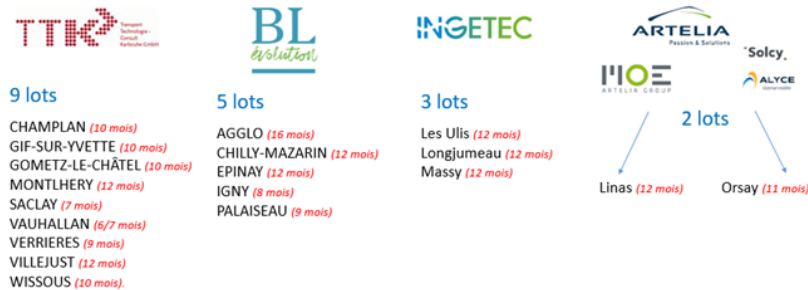 TTK
Transport
Technologie-
Consult
Karlsruhe GmbH
9 lots
CHAMPLAN (10 mois)
GIF-SUR-YVETTE (10 mois)
GOMETZ-LE-CHÂTEL (10 mois)
MONTLHERY (12 mois)
SACLAY (7 mois)
VAUHALLAN (6/7 mois)
VERRIERES (9 mois)
VILLEJUST (12 mois)
WISSOUS (10 mois).
BL
évolution
5 lots
AGGLO (16 mois)
CHILLY-MAZARIN (12 mois)
EPINAY (12 mois)
IGNY (8 mois)
PALAISEAU (9 mois)
INGETEC
3 lots
Les Ulis (12 mois)
Longjumeau (12 mois)
Massy (12 mois)
ARTELIA
Passion & Solutions
MOE
ARTELIA GROUP
Solcy
ALYCE
2 lots
Linas (12 mois)
Orsay (11 mois)